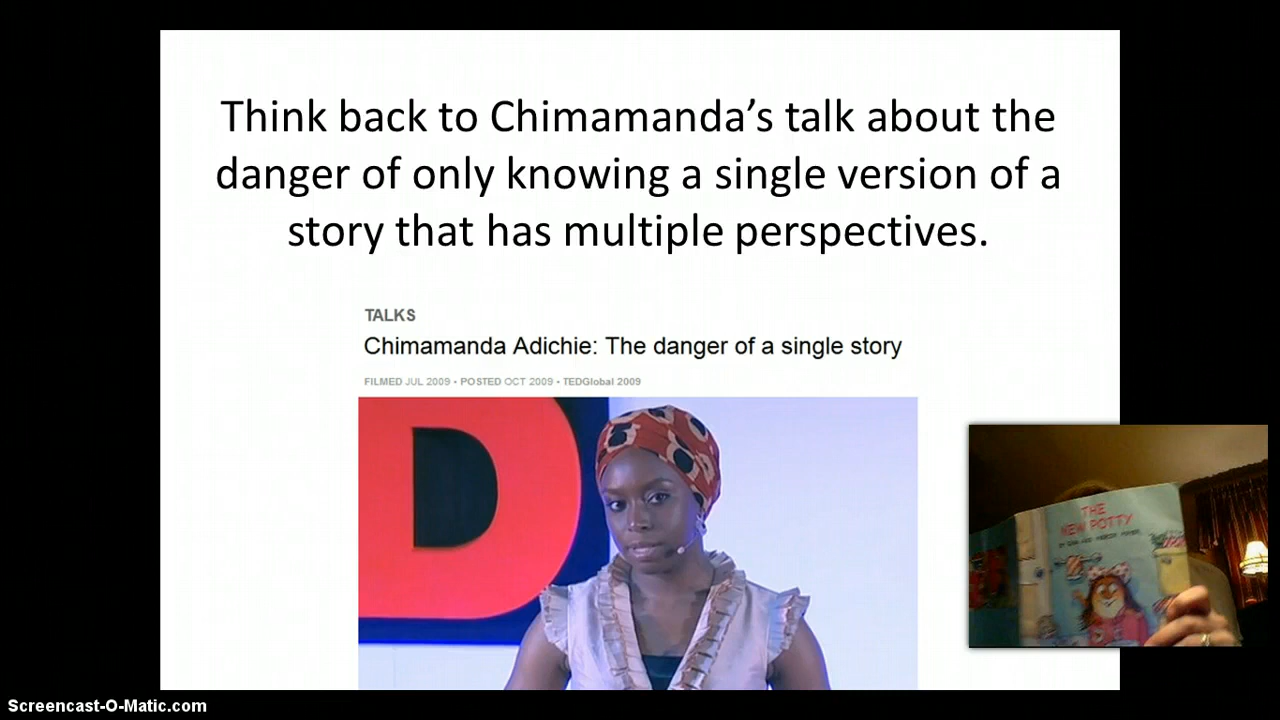 Think back to Chimamanda’s talk about the
danger of only knowing a single version of a
story that has multiple perspectives.
TALKS
Chimamanda Adichie: The danger of a single story
FILMED JUL 2009 • POSTED OCT 2009 • TEDGlobal 2009
D
THE
NEW POTTY
Screencast-O-Matic.com